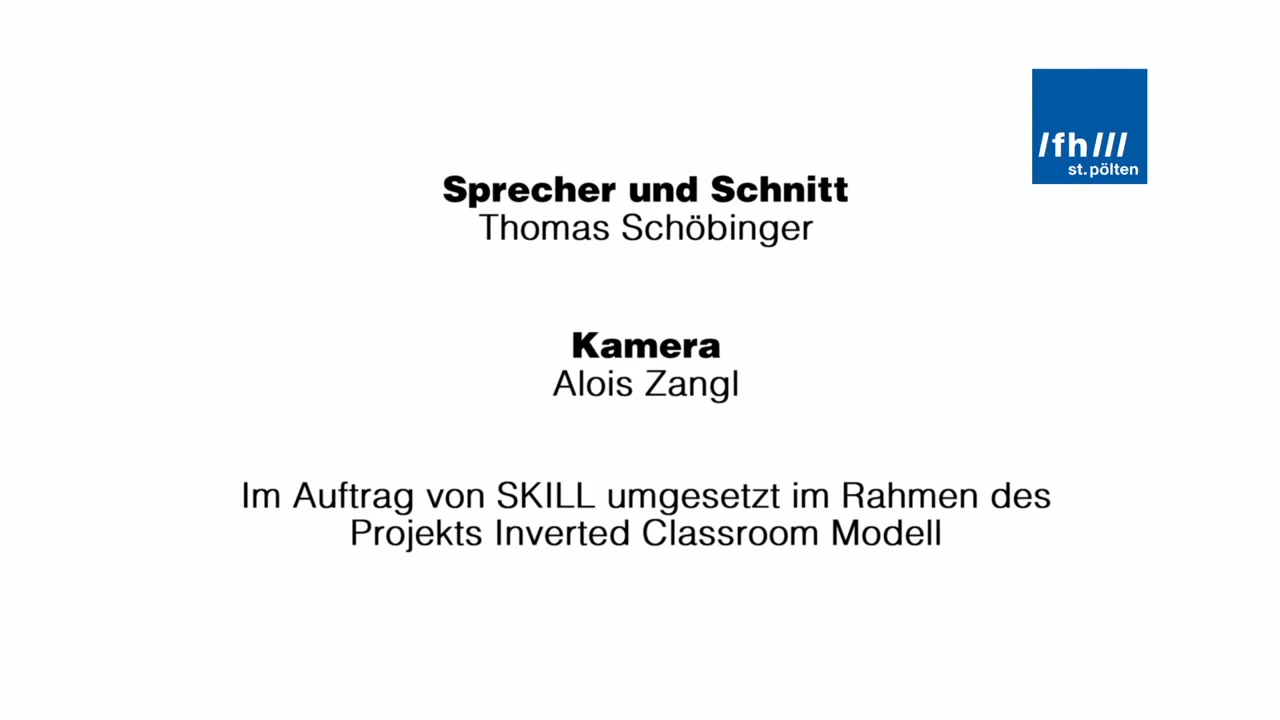 /fh///
st.pölten
Sprecher und Schnitt
Thomas Schöbinger
Kamera
Alois Zangl
Im Auftrag von SKILL umgesetzt im Rahmen des
Projekts Inverted Classroom Modell